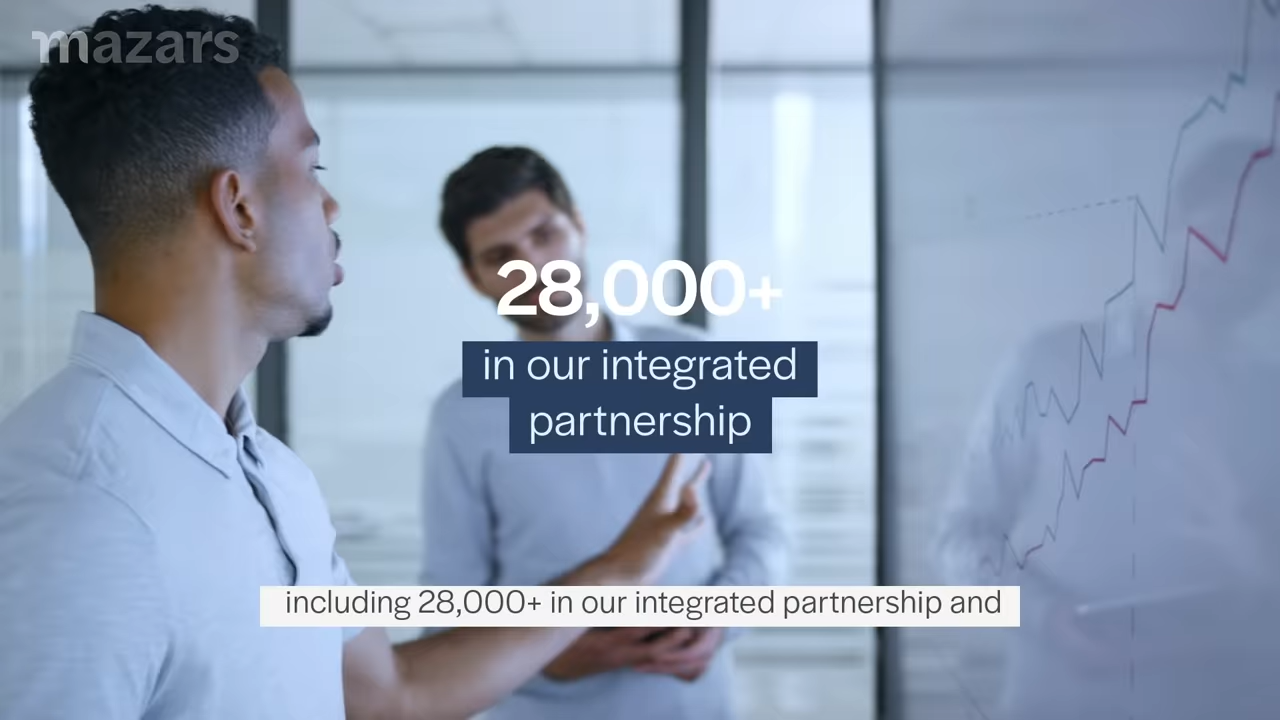 mazars
28,000+
in our integrated
partnership
including 28,000+ in our integrated partnership and